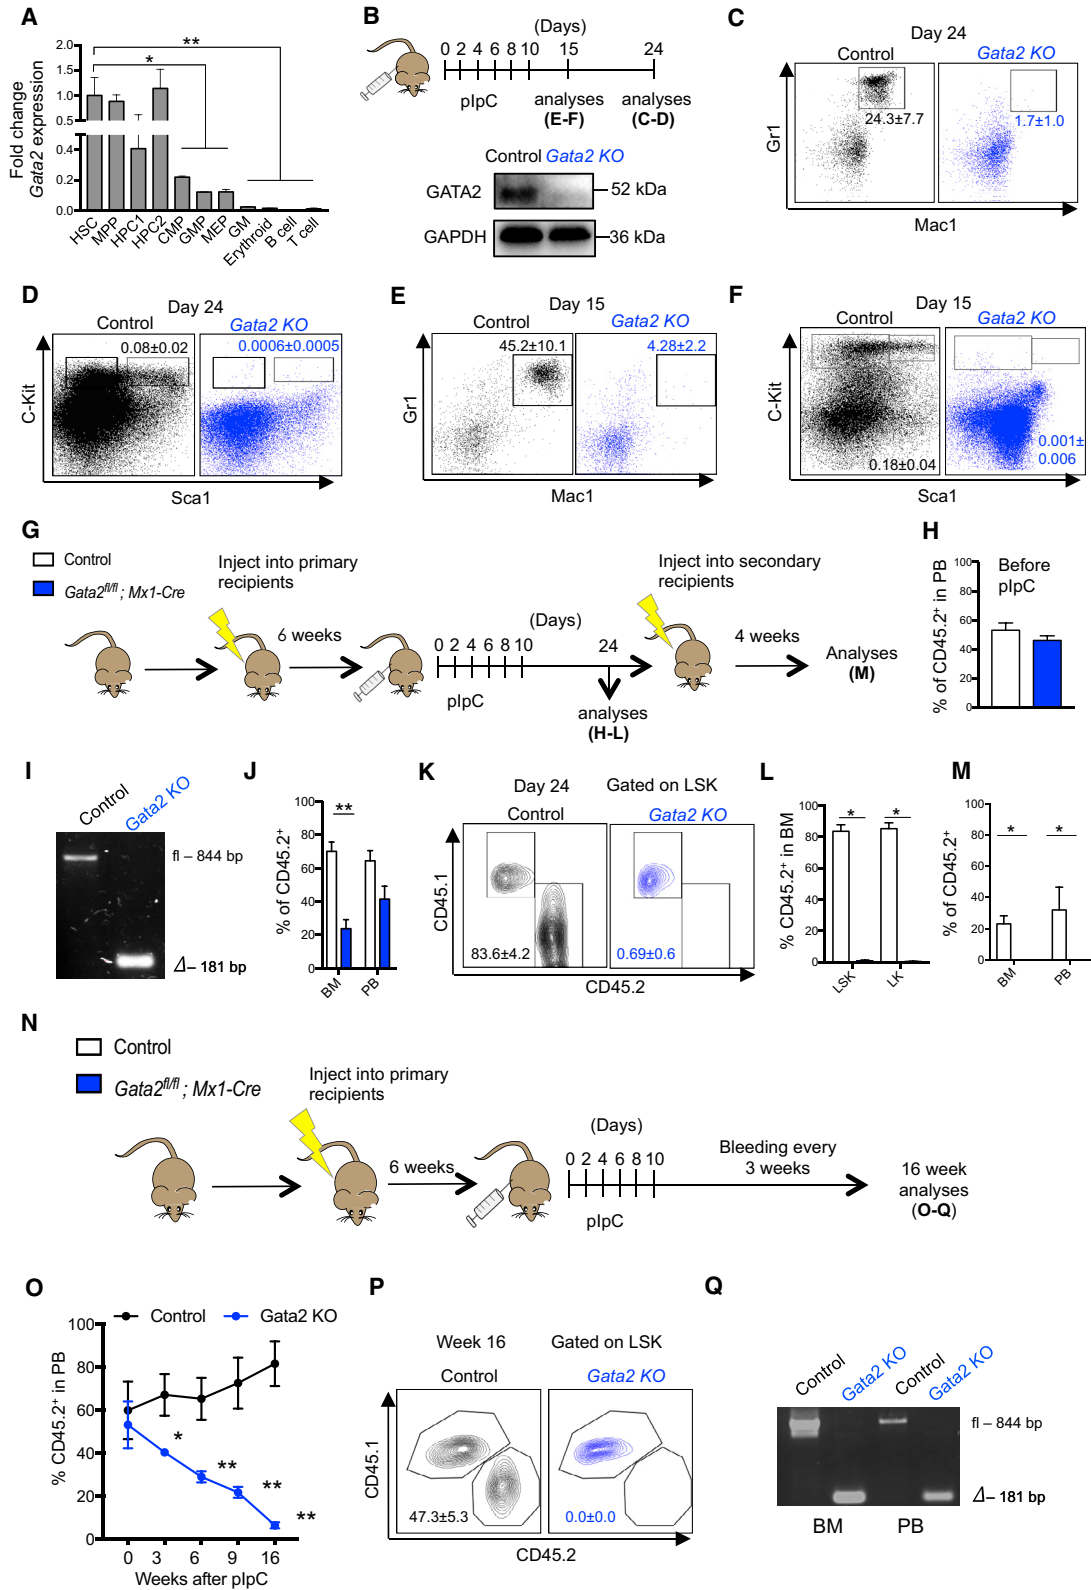 A
Fold change
Gata2 expression
2.0
1.5
1.0
0.5
0.4
0.2
0.0
**
*
HSC
MPP
HPC1
HPC2
CMP
GMP
MEP
GM
Erythroid
B cell
T cell
B
(Days)
0 2 4 6 8 10 15 24
pIpC
analyses
(E-F)
analyses
(C-D)
Control Gata2 KO
GATA2
52 kDa
GAPDH
36 kDa
C
Day 24
Control
Gata2 KO
24.3±7.7
1.7±1.0
Gr1
Mac1
D
Day 24
Control
Gata2 KO
0.08±0.02
0.0006±0.0005
C-Kit
Sca1
E
Day 15
Control
Gata2 KO
45.2±10.1
4.28±2.2
Gr1
Mac1
F
Day 15
Control
Gata2 KO
0.18±0.04
0.001±
0.006
C-Kit
Sca1
G
Control
Gata2fl/fl ; Mx1-Cre
Inject into primary
recipients
6 weeks
(Days)
0 2 4 6 8 10
24
pIpC
analyses
(H-L)
Inject into secondary
recipients
4 weeks
Analyses
(M)
H
Before
pIpC
% of CD45.2+ in PB
100
80
60
40
20
0
I
Control
Gata2 KO
fl – 844 bp
Δ – 181 bp
J
% of CD45.2+
100
80
60
40
20
0
**
BM
PB
K
Day 24
Gated on LSK
Control
Gata2 KO
83.6±4.2
0.69±0.6
CD45.1
CD45.2
L
% CD45.2+ in BM
100
80
60
40
20
0
*
*
LSK
LK
M
% of CD45.2+
100
80
60
40
20
0
*
*
BM
PB
N
Control
Gata2fl/fl ; Mx1-Cre
Inject into primary
recipients
6 weeks
(Days)
0 2 4 6 8 10
pIpC
Bleeding every
3 weeks
16 week
analyses
(O-Q)
O
Control
Gata2 KO
% CD45.2+ in PB
100
80
60
40
20
0
*
**
**
**
0 3 6 9 16
Weeks after pIpC
P
Week 16
Gated on LSK
Control
Gata2 KO
47.3±5.3
0.0±0.0
CD45.1
CD45.2
Q
Control
Gata2 KO
Control
Gata2 KO
fl – 844 bp
Δ – 181 bp
BM
PB